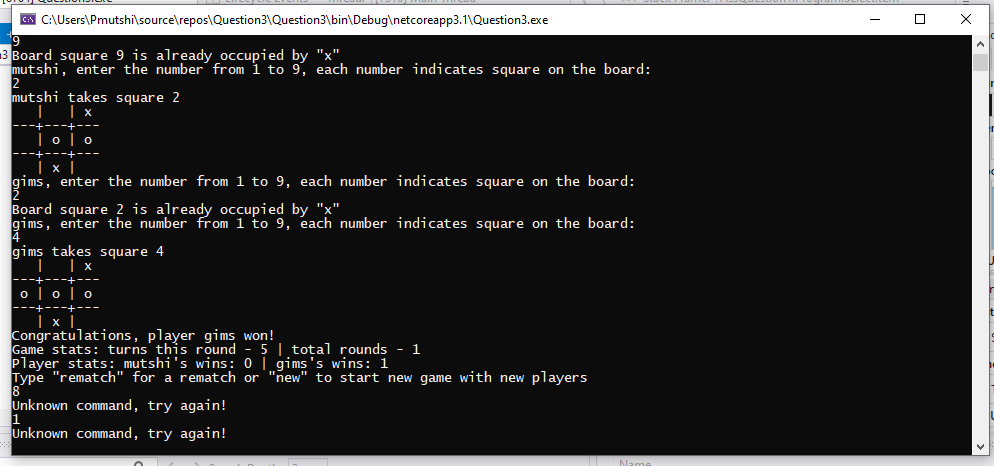 C:\Users\Pmutshi\source\repos\Question3\Question3\bin\Debug\netcoreapp3.1\Question3.exe
9
Board square 9 is already occupied by "x"
mutshi, enter the number from 1 to 9, each number indicates square on the board:
2
mutshi takes square 2
   |   | x
---+---+---
   | o | o
---+---+---
   | x |
gims, enter the number from 1 to 9, each number indicates square on the board:
2
Board square 2 is already occupied by "x"
gims, enter the number from 1 to 9, each number indicates square on the board:
4
gims takes square 4
   |   | x
---+---+---
 o | o | o
---+---+---
   | x |
Congratulations, player gims won!
Game stats: turns this round - 5 | total rounds - 1
Player stats: mutshi's wins: 0 | gims's wins: 1
Type "rematch" for a rematch or "new" to start new game with new players
8
Unknown command, try again!
1
Unknown command, try again!
Name